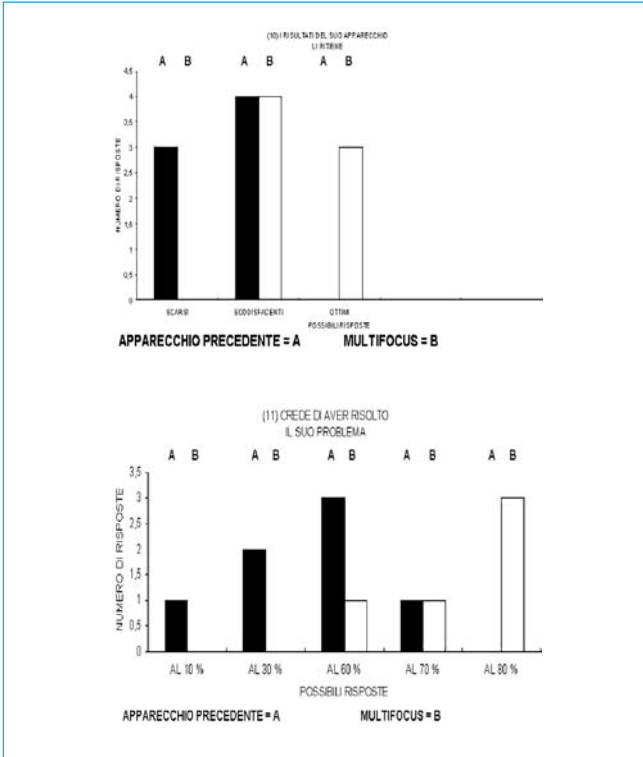 (10) I RISULTATI DEL SUO APPARECCHIO
LI RITIENE
A B A B A B
4,5
4
3,5
3
2,5
2
1,5
1
0,5
0
NUMERO DI RISPOSTE
SCARSI SODDISFACENTI OTTIMI
POSSIBILI RISPOSTE
APPARECCHIO PRECEDENTE = A MULTIFOCUS = B
(11) CREDE DI AVER RISOLTO
IL SUO PROBLEMA
A B A B A B A B A B
3,5
3
2,5
2
1,5
1
0,5
0
NUMERO DI RISPOSTE
AL 10 % AL 30 % AL 60 % AL 70 % AL 80 %
POSSIBILI RISPOSTE
APPARECCHIO PRECEDENTE = A MULTIFOCUS = B